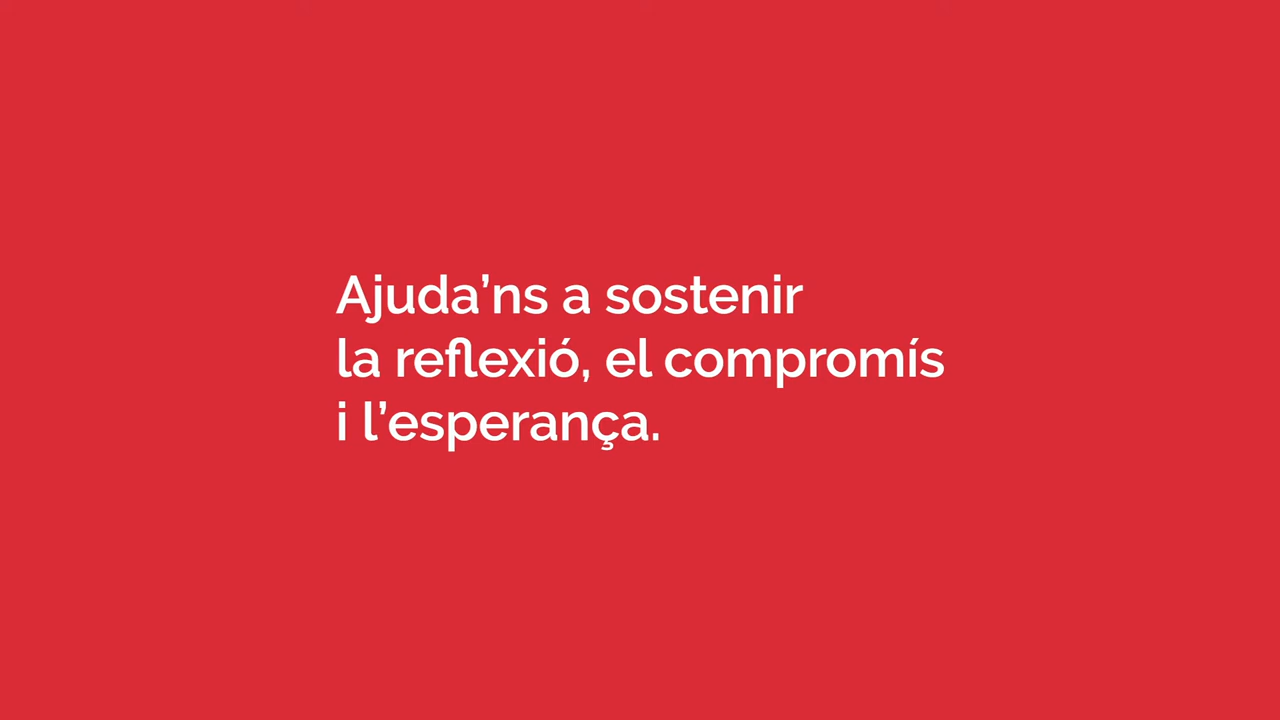 Ajuda’ns a sostenir
la reflexió, el compromís
i l’esperança.